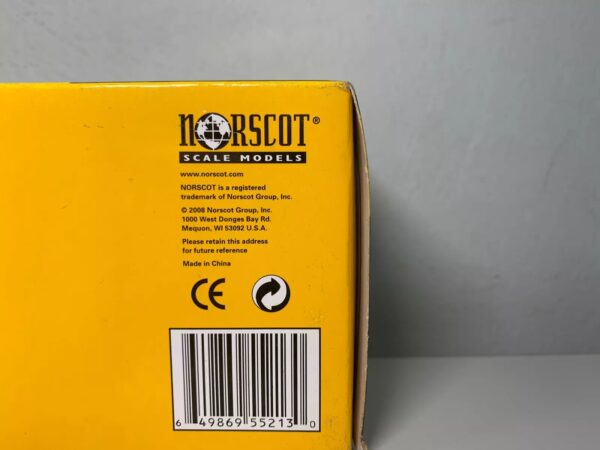 NORSCOT®
SCALE MODELS
www.norscot.com
NORSCOT is a registered
trademark of Norscot Group, Inc.
© 2008 Norscot Group, Inc.
1000 West Donges Bay Rd.
Mequon, WI 53092 U.S.A.
Please retain this address
for future reference
Made in China
CE
6 49869 55213 0